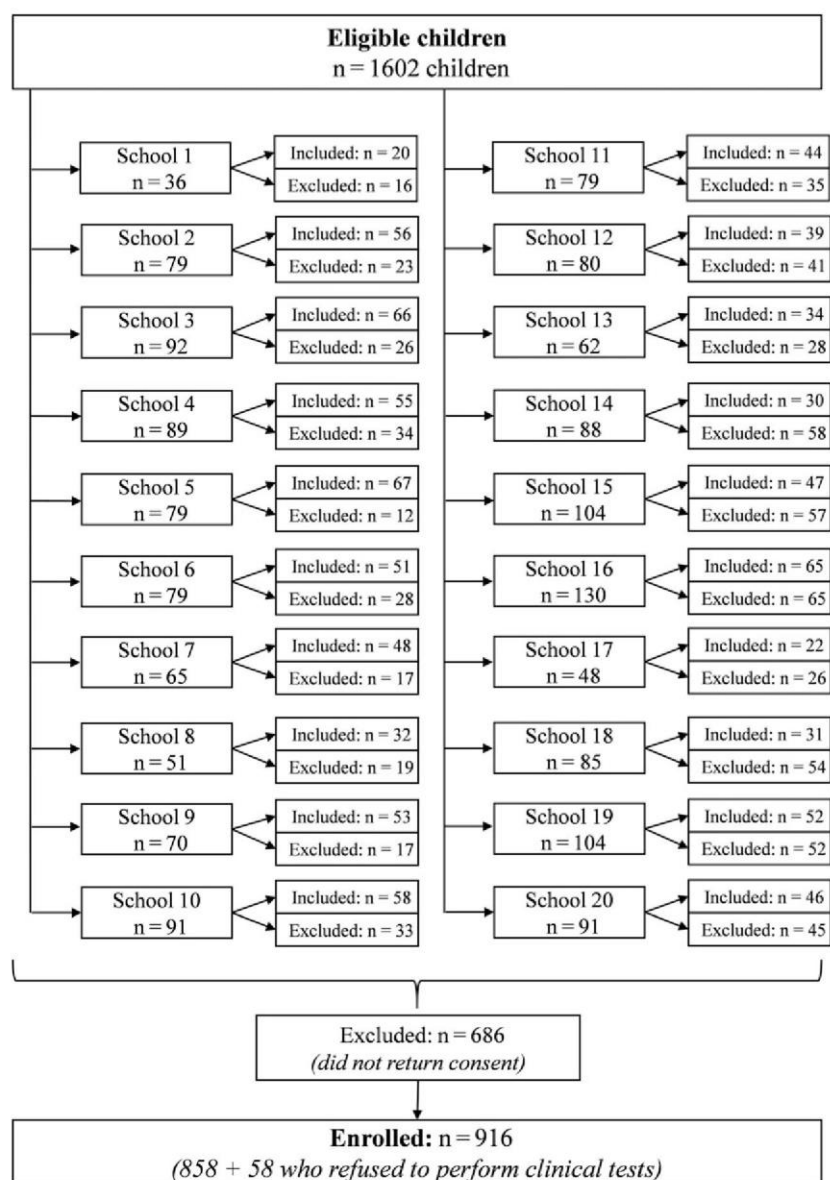 Eligible children
n = 1602 children
School 1
n = 36
Included: n = 20
Excluded: n = 16
School 2
n = 79
Included: n = 56
Excluded: n = 23
School 3
n = 92
Included: n = 66
Excluded: n = 26
School 4
n = 89
Included: n = 55
Excluded: n = 34
School 5
n = 79
Included: n = 67
Excluded: n = 12
School 6
n = 79
Included: n = 51
Excluded: n = 28
School 7
n = 65
Included: n = 48
Excluded: n = 17
School 8
n = 51
Included: n = 32
Excluded: n = 19
School 9
n = 70
Included: n = 53
Excluded: n = 17
School 10
n = 91
Included: n = 58
Excluded: n = 33
School 11
n = 79
Included: n = 44
Excluded: n = 35
School 12
n = 80
Included: n = 39
Excluded: n = 41
School 13
n = 62
Included: n = 34
Excluded: n = 28
School 14
n = 88
Included: n = 30
Excluded: n = 58
School 15
n = 104
Included: n = 47
Excluded: n = 57
School 16
n = 130
Included: n = 65
Excluded: n = 65
School 17
n = 48
Included: n = 22
Excluded: n = 26
School 18
n = 85
Included: n = 31
Excluded: n = 54
School 19
n = 104
Included: n = 52
Excluded: n = 52
School 20
n = 91
Included: n = 46
Excluded: n = 45
Excluded: n = 686
(did not return consent)
Enrolled: n = 916
(858 + 58 who refused to perform clinical tests)